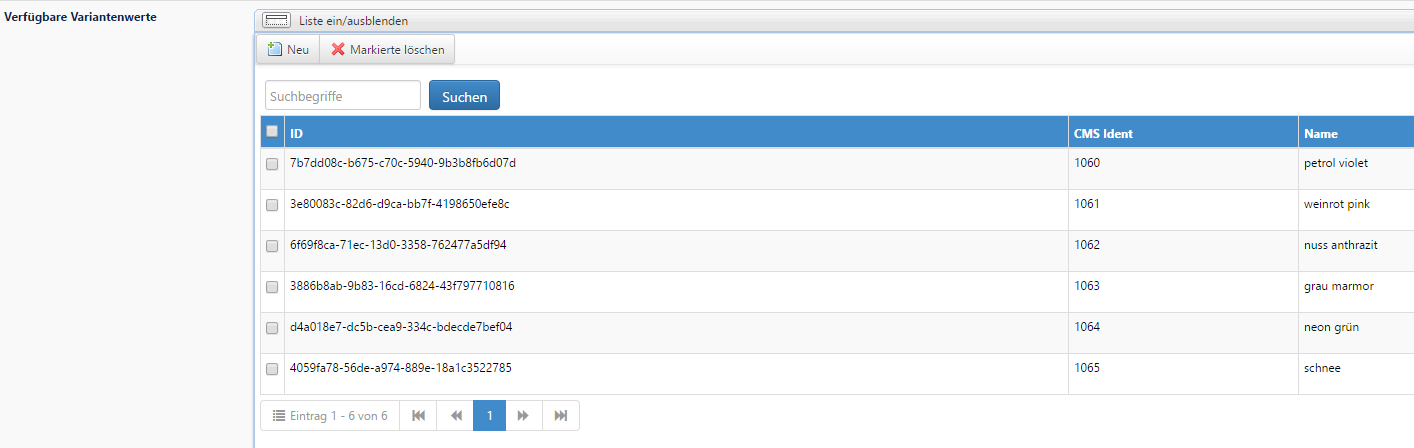 Verfügbare Variantenwerte
Liste ein/ausblenden
Neu Markierte löschen
Suchbegriffe Suchen
ID CMS Ident Name
7b7dd08c-b675-c70c-5940-9b3b8fb6d07d 1060 petrol violet
3e80083c-82d6-d9ca-bb7f-4198650efe8c 1061 weinrot pink
6f69f8ca-71ec-13d0-3358-762477a5df94 1062 nuss anthrazit
3886b8ab-9b83-16cd-6824-43f797710816 1063 grau marmor
d4a018e7-dc5b-cea9-334c-bdecde7bef04 1064 neon grün
4059fa78-56de-a974-889e-18a1c3522785 1065 schnee
Eintrag 1 - 6 von 6 1